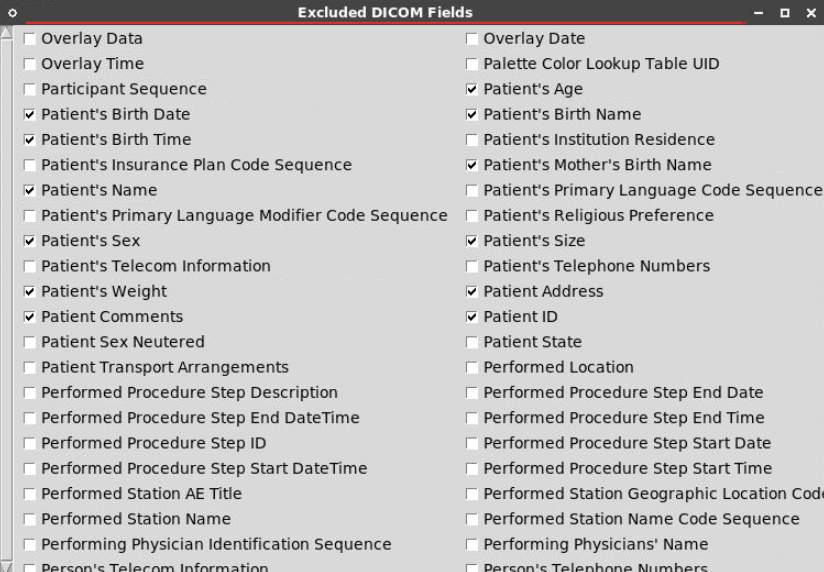 Excluded DICOM Fields
Overlay Data
Overlay Date
Overlay Time
Palette Color Lookup Table UID
Participant Sequence
Patient's Age
Patient's Birth Date
Patient's Birth Name
Patient's Birth Time
Patient's Institution Residence
Patient's Insurance Plan Code Sequence
Patient's Mother's Birth Name
Patient's Name
Patient's Primary Language Code Sequence
Patient's Primary Language Modifier Code Sequence
Patient's Religious Preference
Patient's Sex
Patient's Size
Patient's Telecom Information
Patient's Telephone Numbers
Patient's Weight
Patient Address
Patient Comments
Patient ID
Patient Sex Neutered
Patient State
Patient Transport Arrangements
Performed Location
Performed Procedure Step Description
Performed Procedure Step End Date
Performed Procedure Step End DateTime
Performed Procedure Step End Time
Performed Procedure Step ID
Performed Procedure Step Start Date
Performed Procedure Step Start DateTime
Performed Procedure Step Start Time
Performed Station AE Title
Performed Station Geographic Location Code
Performed Station Name
Performed Station Name Code Sequence
Performing Physician Identification Sequence
Performing Physicians' Name
Person's Telecom Information
Person's Telephone Numbers